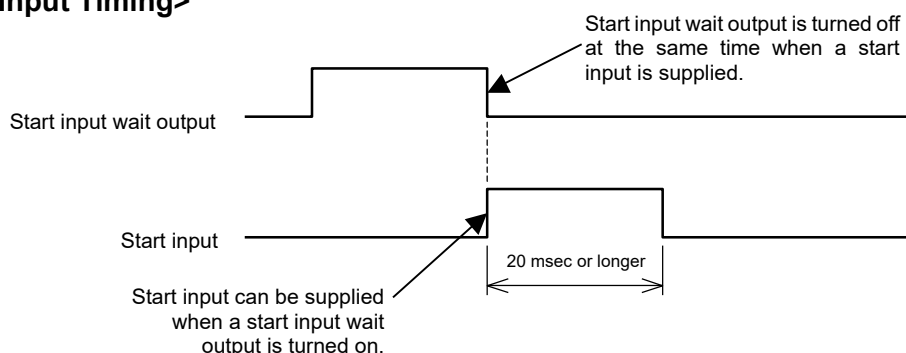 Input Timing>
Start input wait output is turned off
at the same time when a start
input is supplied.
Start input wait output
Start input
20 msec or longer
Start input can be supplied
when a start input wait
output is turned on.